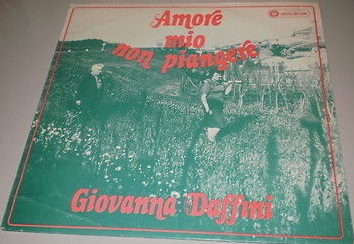 Amore
mio
non piangere
Giovanna Daffini